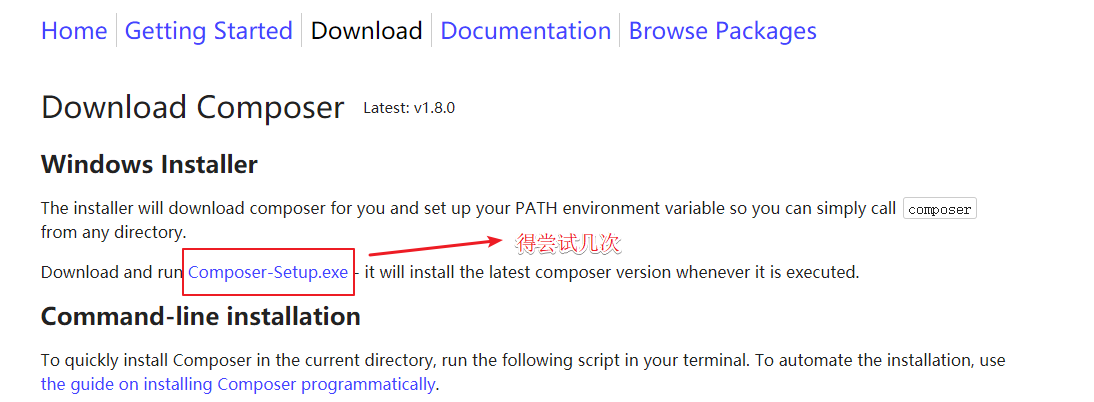 Home Getting Started Download Documentation Browse Packages
Download Composer Latest: v1.8.0
Windows Installer
The installer will download composer for you and set up your PATH environment variable so you can simply call composer
from any directory.
得尝试几次
Download and run Composer-Setup.exe - it will install the latest composer version whenever it is executed.
Command-line installation
To quickly install Composer in the current directory, run the following script in your terminal. To automate the installation, use
the guide on installing Composer programmatically.